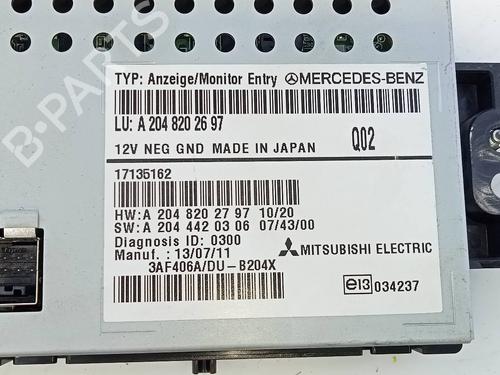 TYP: Anzeige/Monitor Entry MERCEDES-BENZ
LU: A 204 820 26 97
12V NEG GND MADE IN JAPAN Q02
17135162
HW: A 204 820 27 97 10/20
SW: A 204 442 03 06 07/43/00
Diagnosis ID: 0300
Manuf. : 13/07/11
MITSUBISHI ELECTRIC
3AF406A/DU-B204X
e13 034237
B-PARTS